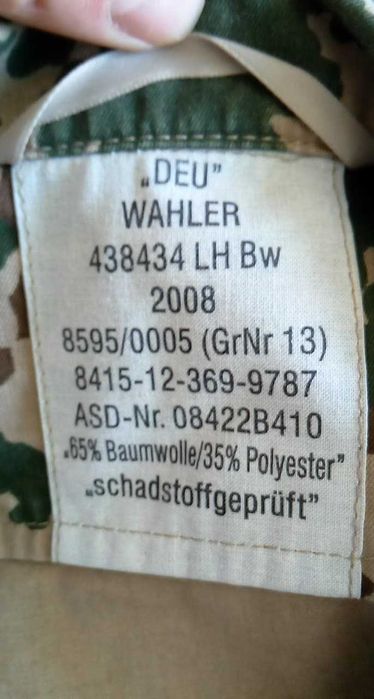 „DEU”
WAHLER
438434 LH Bw
2008
8595/0005 (GrNr 13)
8415-12-369-9787
ASD-Nr. 08422B410
„65% Baumwolle/35% Polyester”
„schadstoffgeprüft”